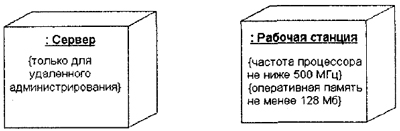 : Сервер
{только для
удаленного
администрирования}
: Рабочая станция
{частота процессора
не ниже 500 МГц}
{оперативная память
не менее 128 Мб}